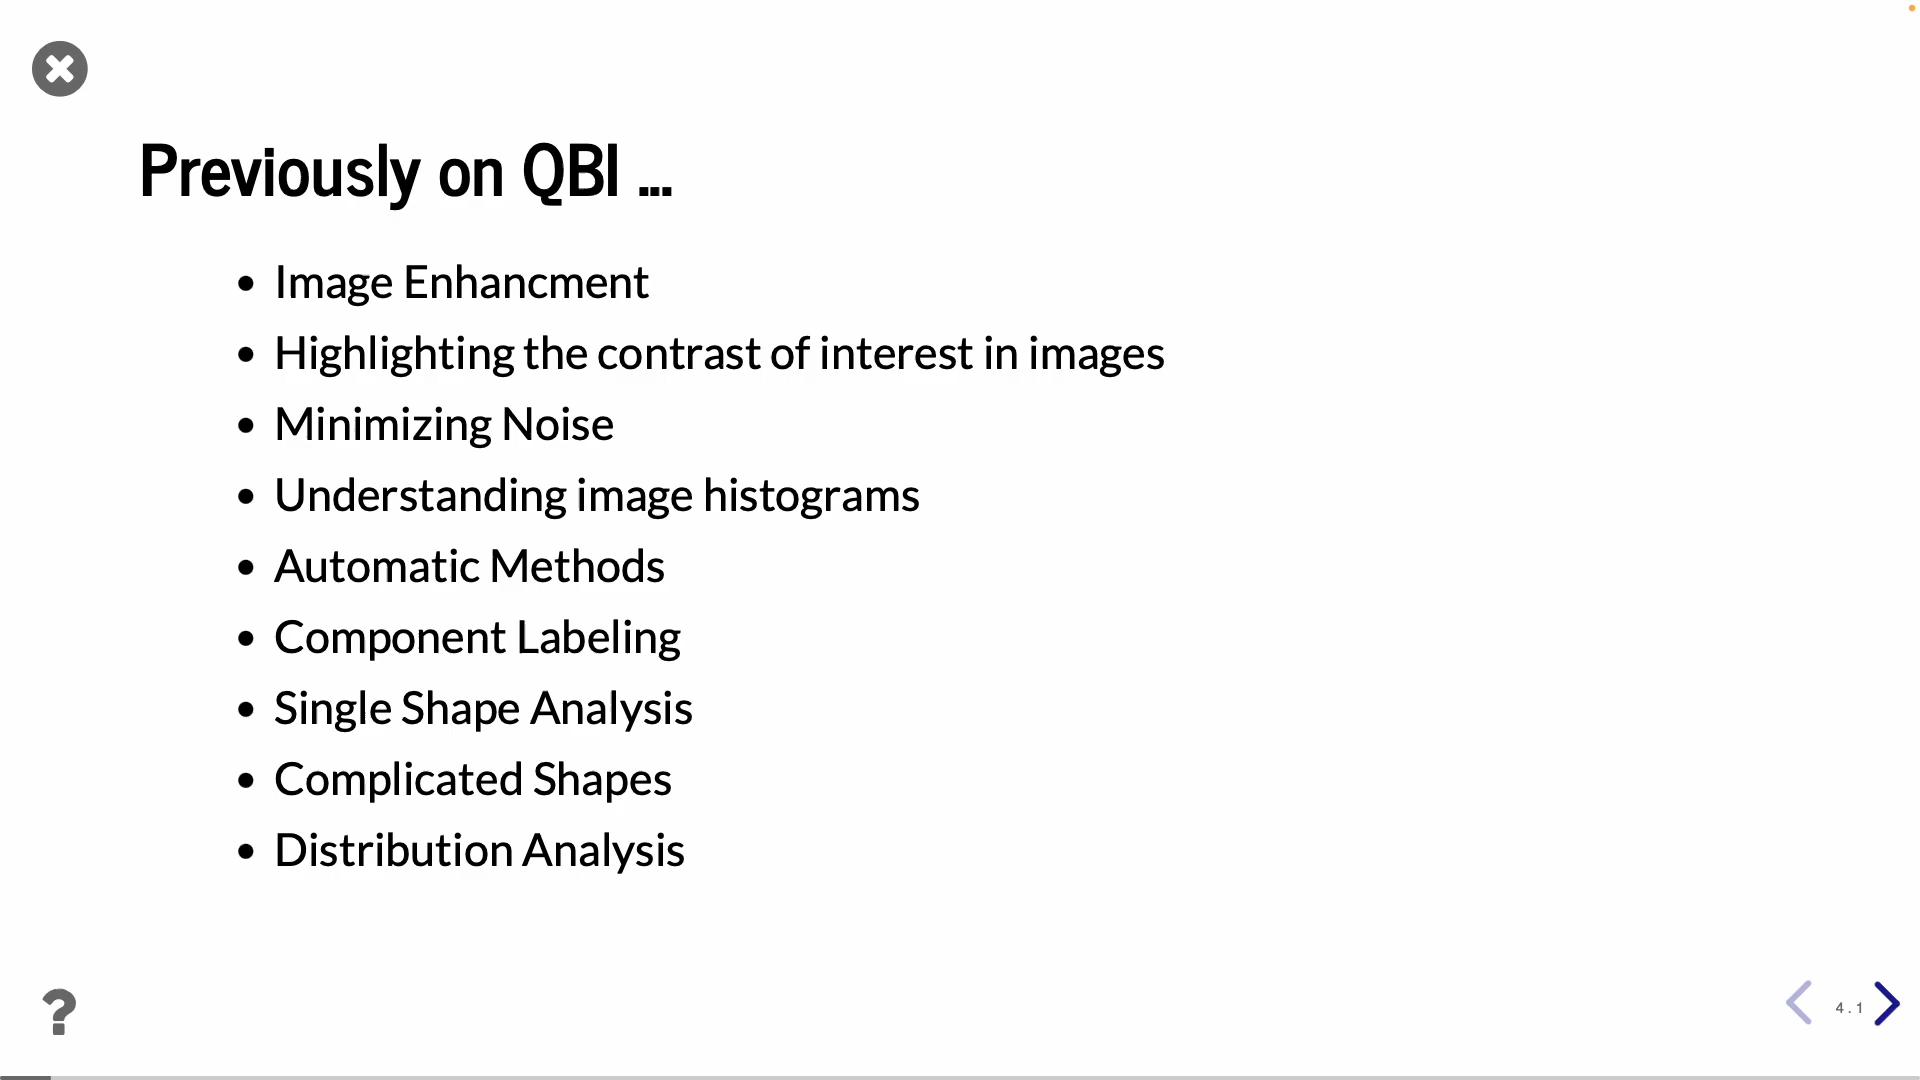 Previously on QBI ...
• Image Enhancment
• Highlighting the contrast of interest in images
• Minimizing Noise
• Understanding image histograms
• Automatic Methods
• Component Labeling
• Single Shape Analysis
• Complicated Shapes
• Distribution Analysis
?
4 . 1